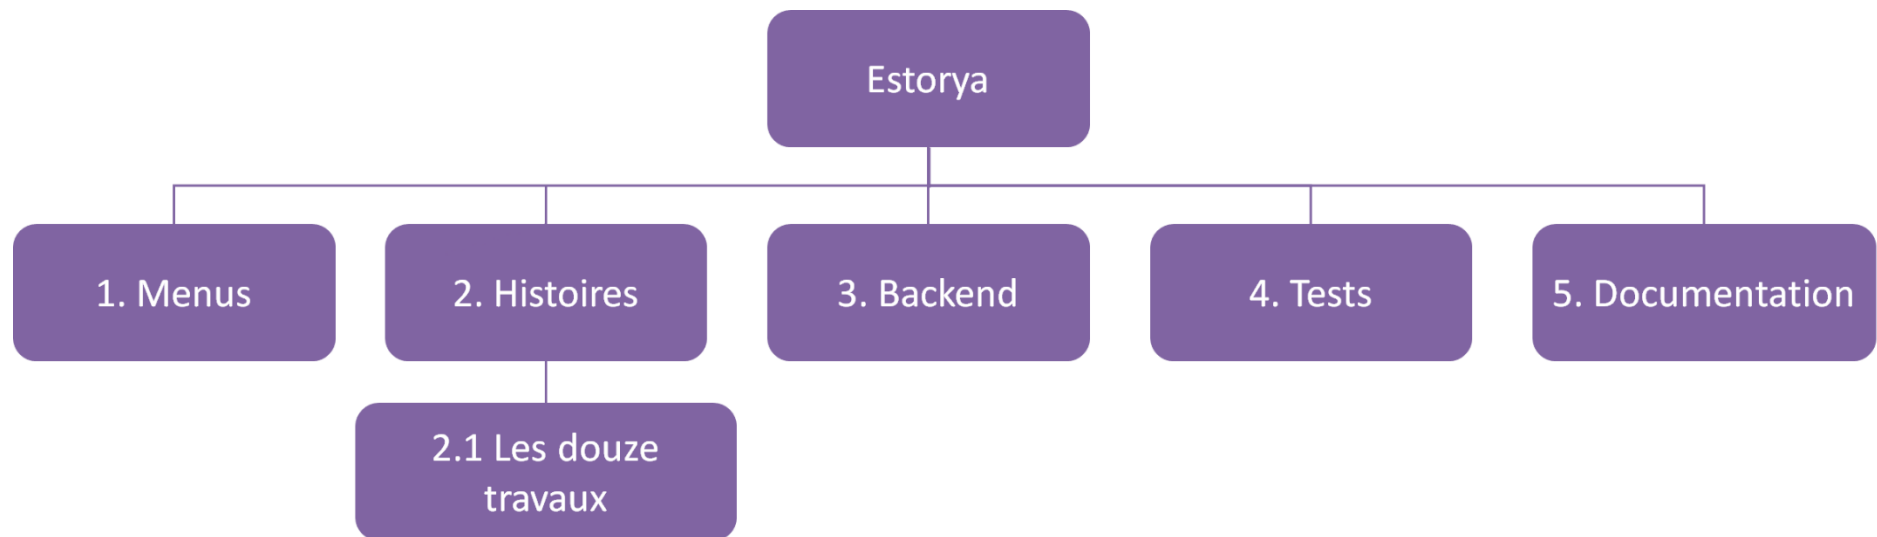 Estorya
1. Menus
2. Histoires
3. Backend
4. Tests
5. Documentation
2.1 Les douze
travaux